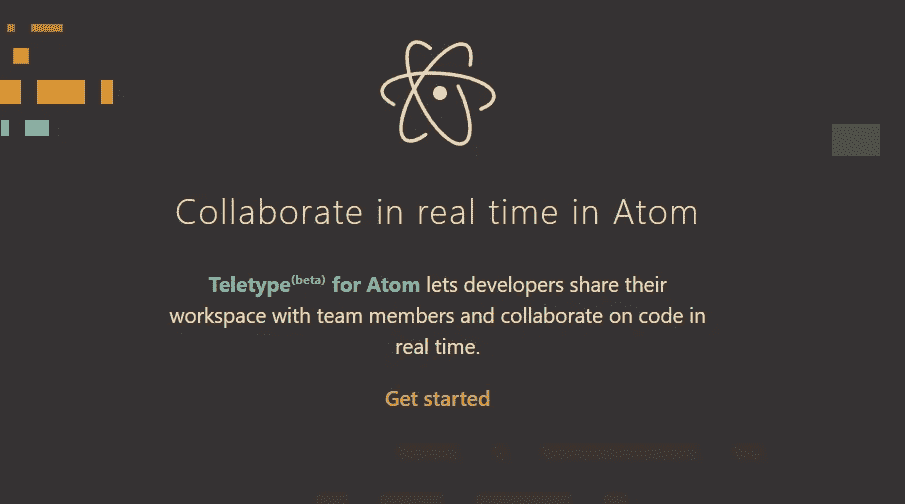 Collaborate in real time in Atom
Teletype(beta) for Atom lets developers share their
workspace with team members and collaborate on code in
real time.
Get started